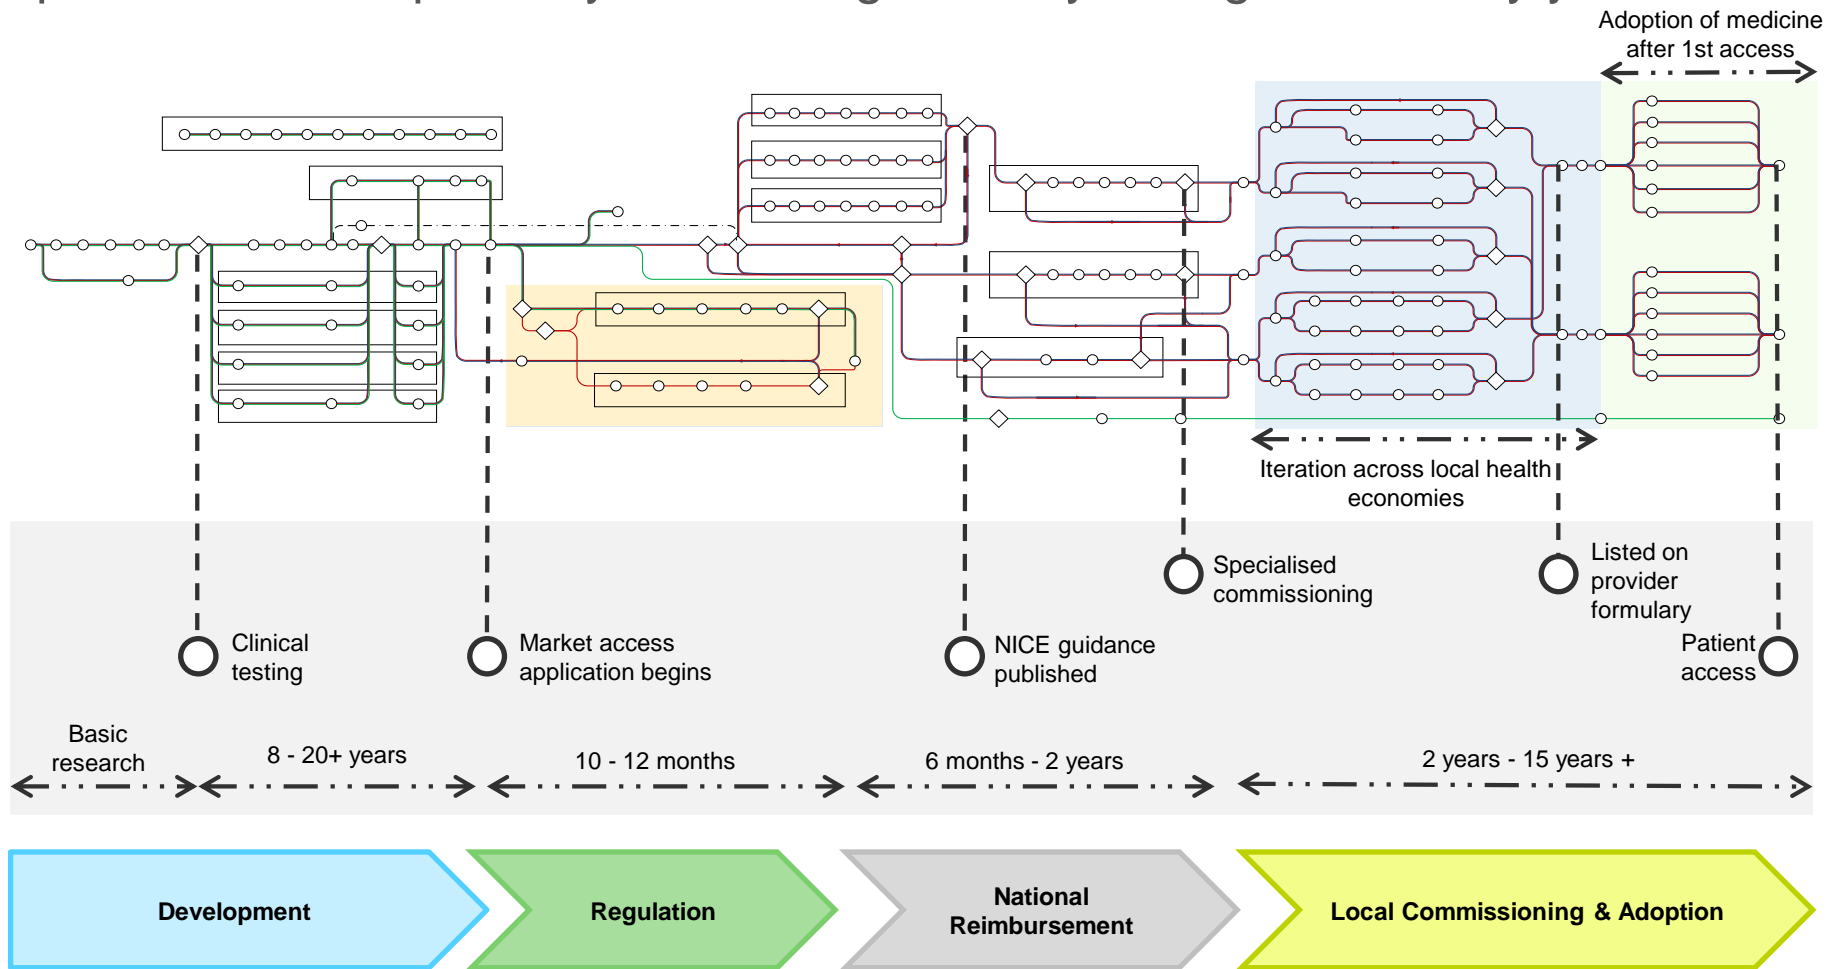 Adoption of medicine
after 1st access
Iteration across local health
economies
Specialised
commissioning
Listed on
provider
formulary
Clinical
testing
Market access
application begins
NICE guidance
published
Patient
access
Basic
research
8 - 20+ years
10 - 12 months
6 months - 2 years
2 years - 15 years +
Development
Regulation
National
Reimbursement
Local Commissioning & Adoption